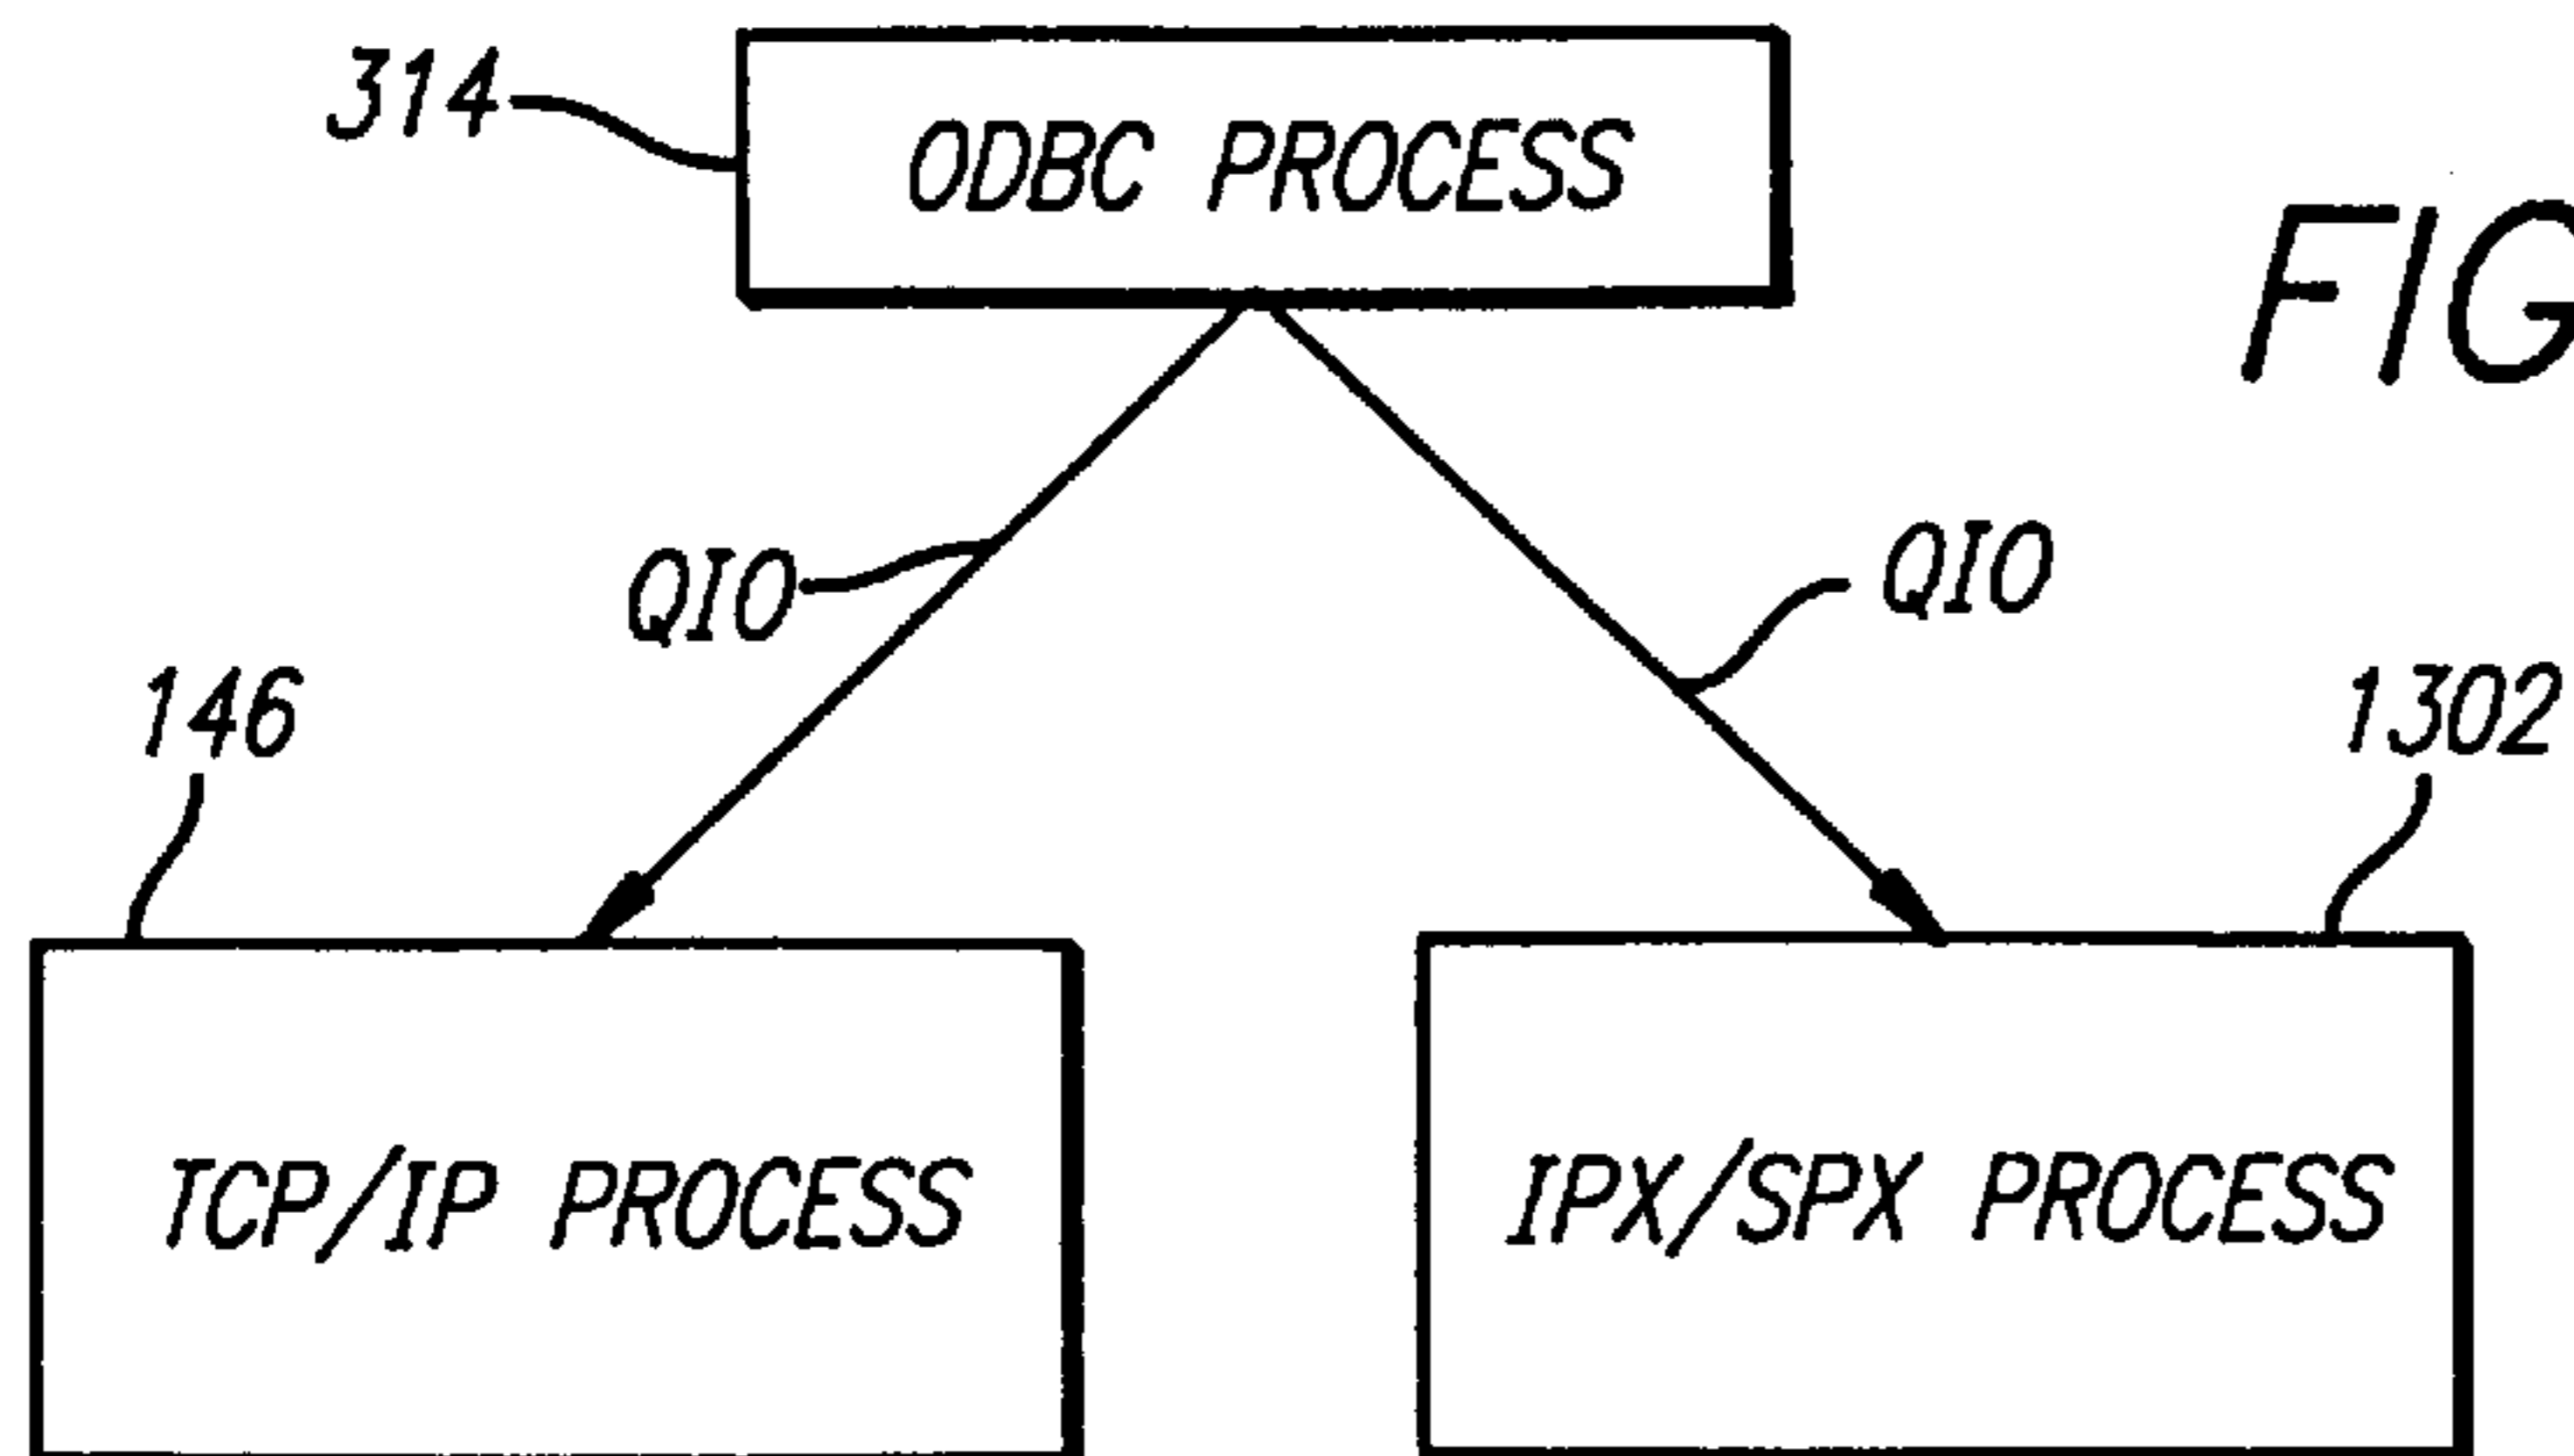 314
ODBC PROCESS
FIG
QIO
QIO
146
1302
TCP/IP PROCESS
IPX/SPX PROCESS